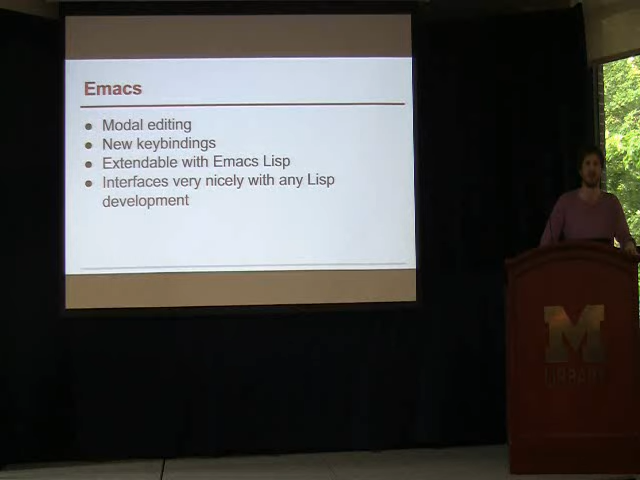 Emacs
● Modal editing
● New keybindings
● Extendable with Emacs Lisp
● Interfaces very nicely with any Lisp
development
M
LIBRARY